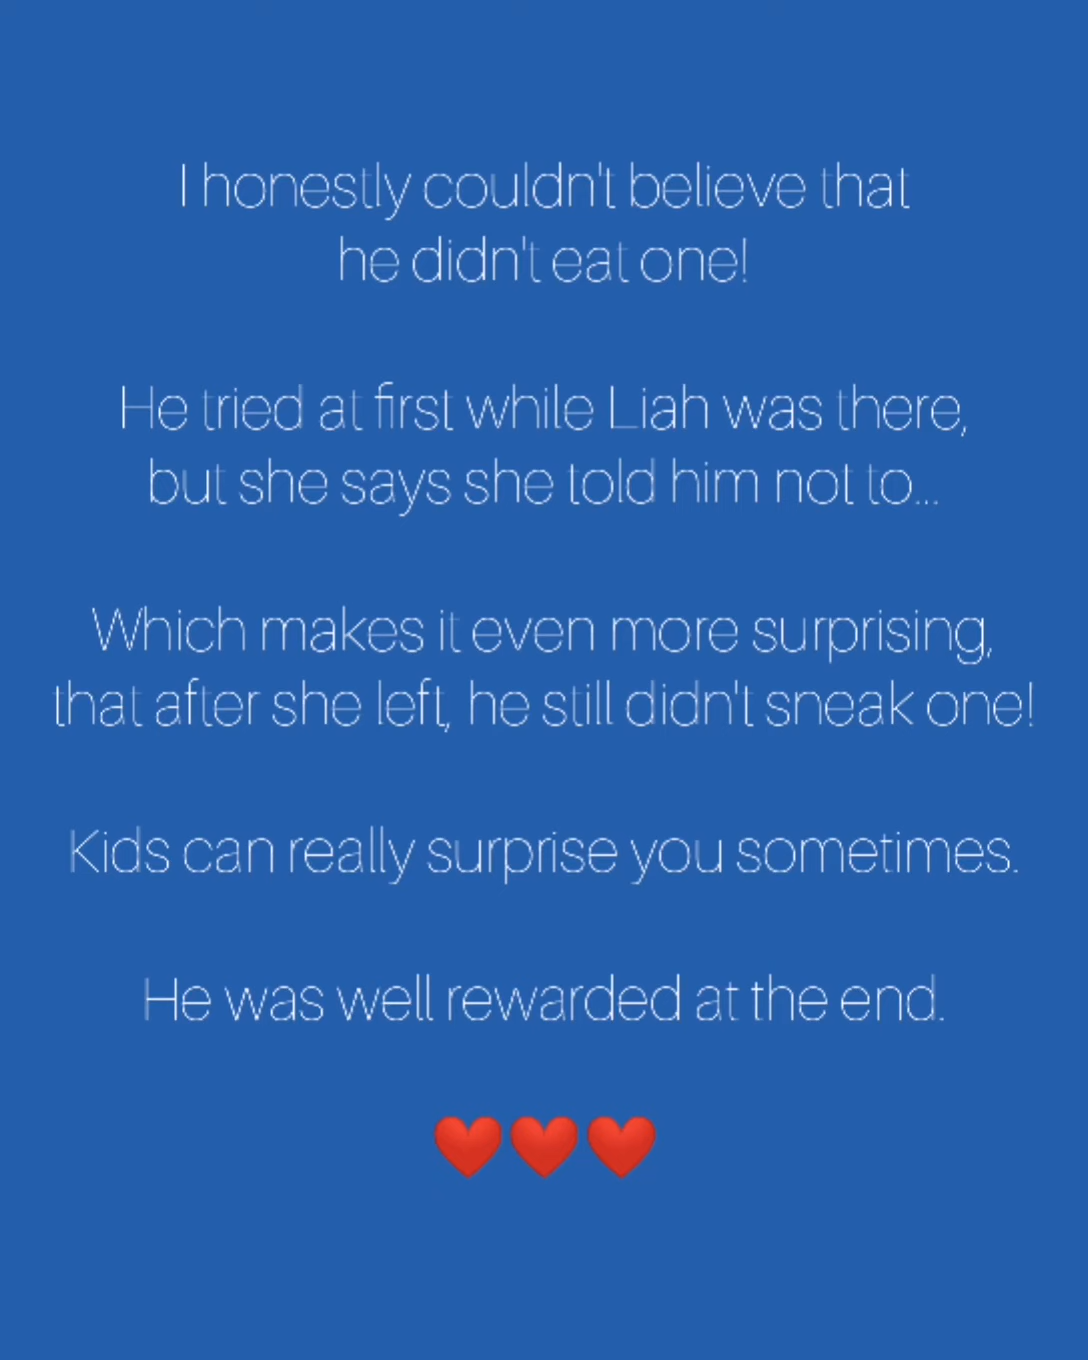 I honestly couldn't believe that
he didn't eat one!
He tried at first while Liah was there,
but she says she told him not to...
Which makes it even more surprising,
that after she left, he still didn't sneak one!
Kids can really surprise you sometimes.
He was well rewarded at the end.
❤️❤️❤️